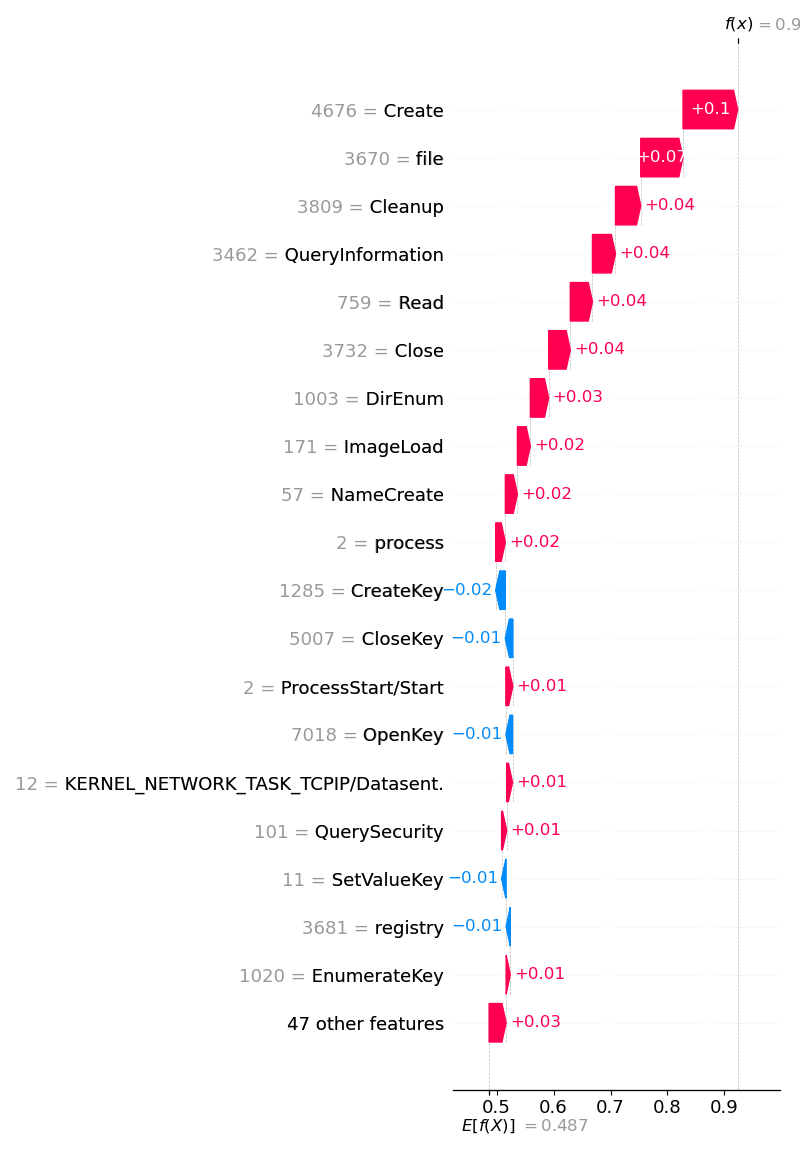 f(x) = 0.9
4676 = Create +0.1
3670 = file +0.07
3809 = Cleanup +0.04
3462 = QueryInformation +0.04
759 = Read +0.04
3732 = Close +0.04
1003 = DirEnum +0.03
171 = ImageLoad +0.02
57 = NameCreate +0.02
2 = process +0.02
1285 = CreateKey −0.02
5007 = CloseKey −0.01
2 = ProcessStart/Start +0.01
7018 = OpenKey −0.01
12 = KERNEL_NETWORK_TASK_TCPIP/Datasent. +0.01
101 = QuerySecurity +0.01
11 = SetValueKey −0.01
3681 = registry −0.01
1020 = EnumerateKey +0.01
47 other features +0.03
0.5 0.6 0.7 0.8 0.9
E[f(X)] = 0.487